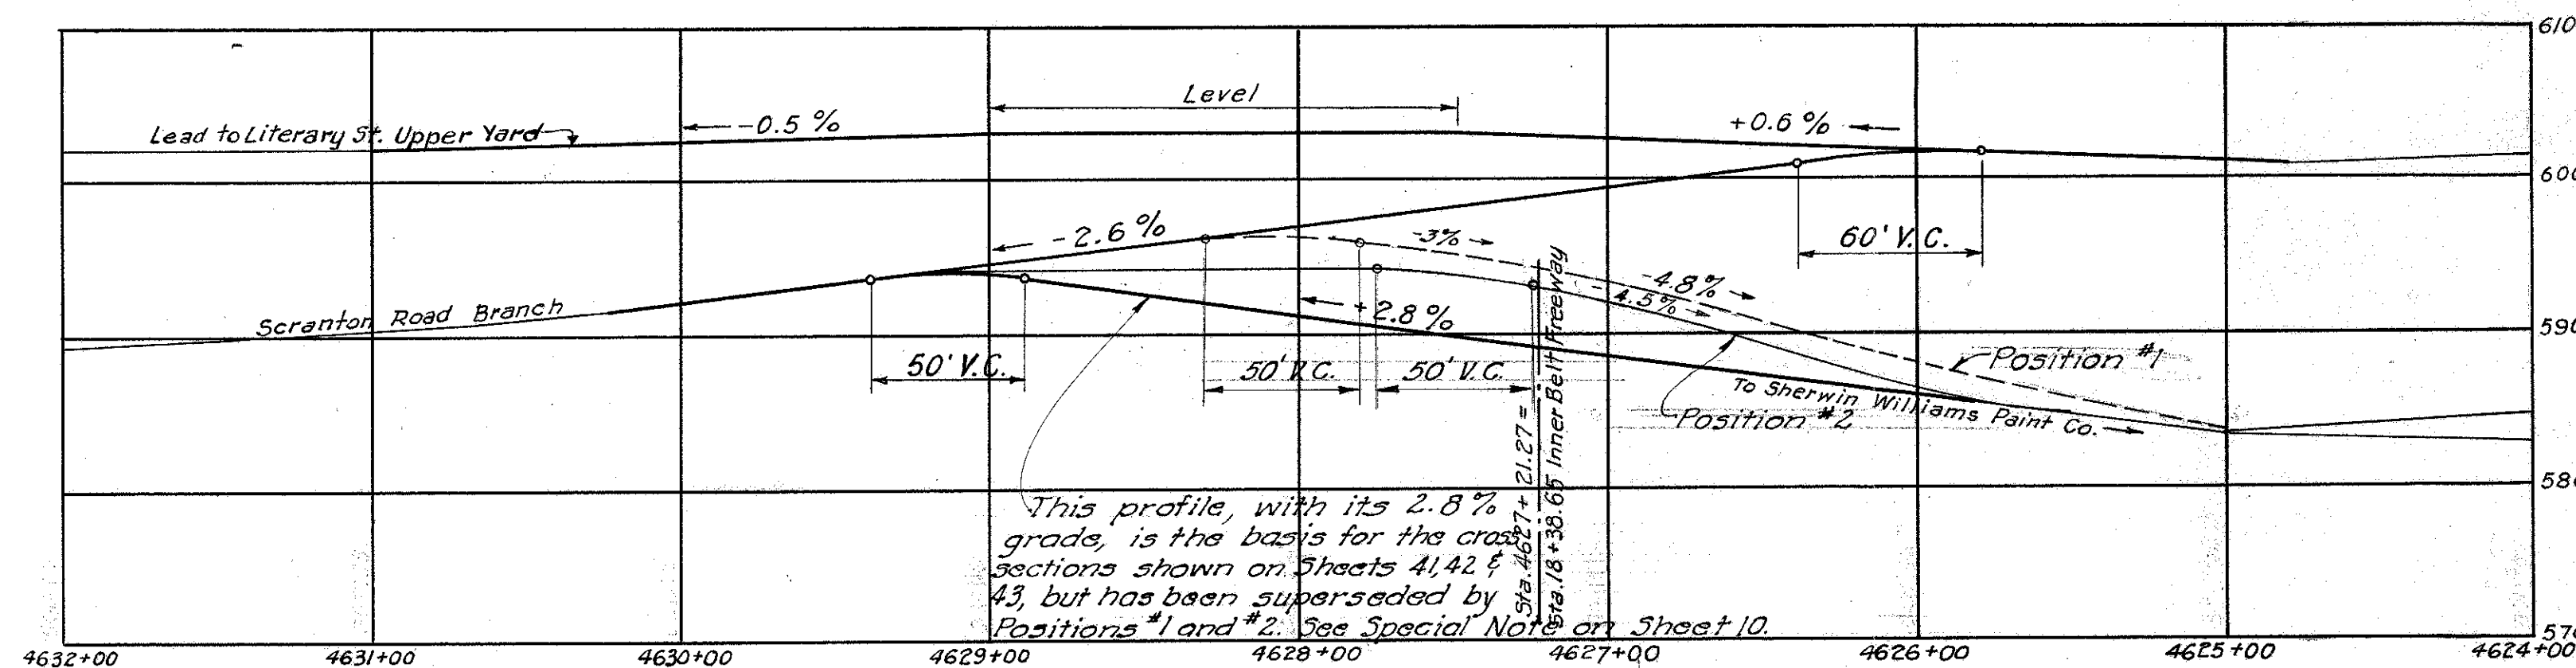 610
Level
-0.5 %
+0.6 %
Lead to Literary St. Upper Yard
-2.6 %
-3%
60' V.C.
-4.8%
-4.5%
Scranton Road Branch
+2.8 %
50' V.C.
50' V.C.
50' V.C.
Position #1
To Sherwin Williams Paint Co.
Position #2
Sta. 4627+21.27 =
Sta. 18+38.65 Inner Belt Freeway
This profile, with its 2.8 %
grade, is the basis for the cross
sections shown on Sheets 41, 42 &
43, but has been superseded by
Positions #1 and #2. See Special Note on Sheet 10.
4632+00 4631+00 4630+00 4629+00 4628+00 4627+00 4626+00 4625+00 4624+00